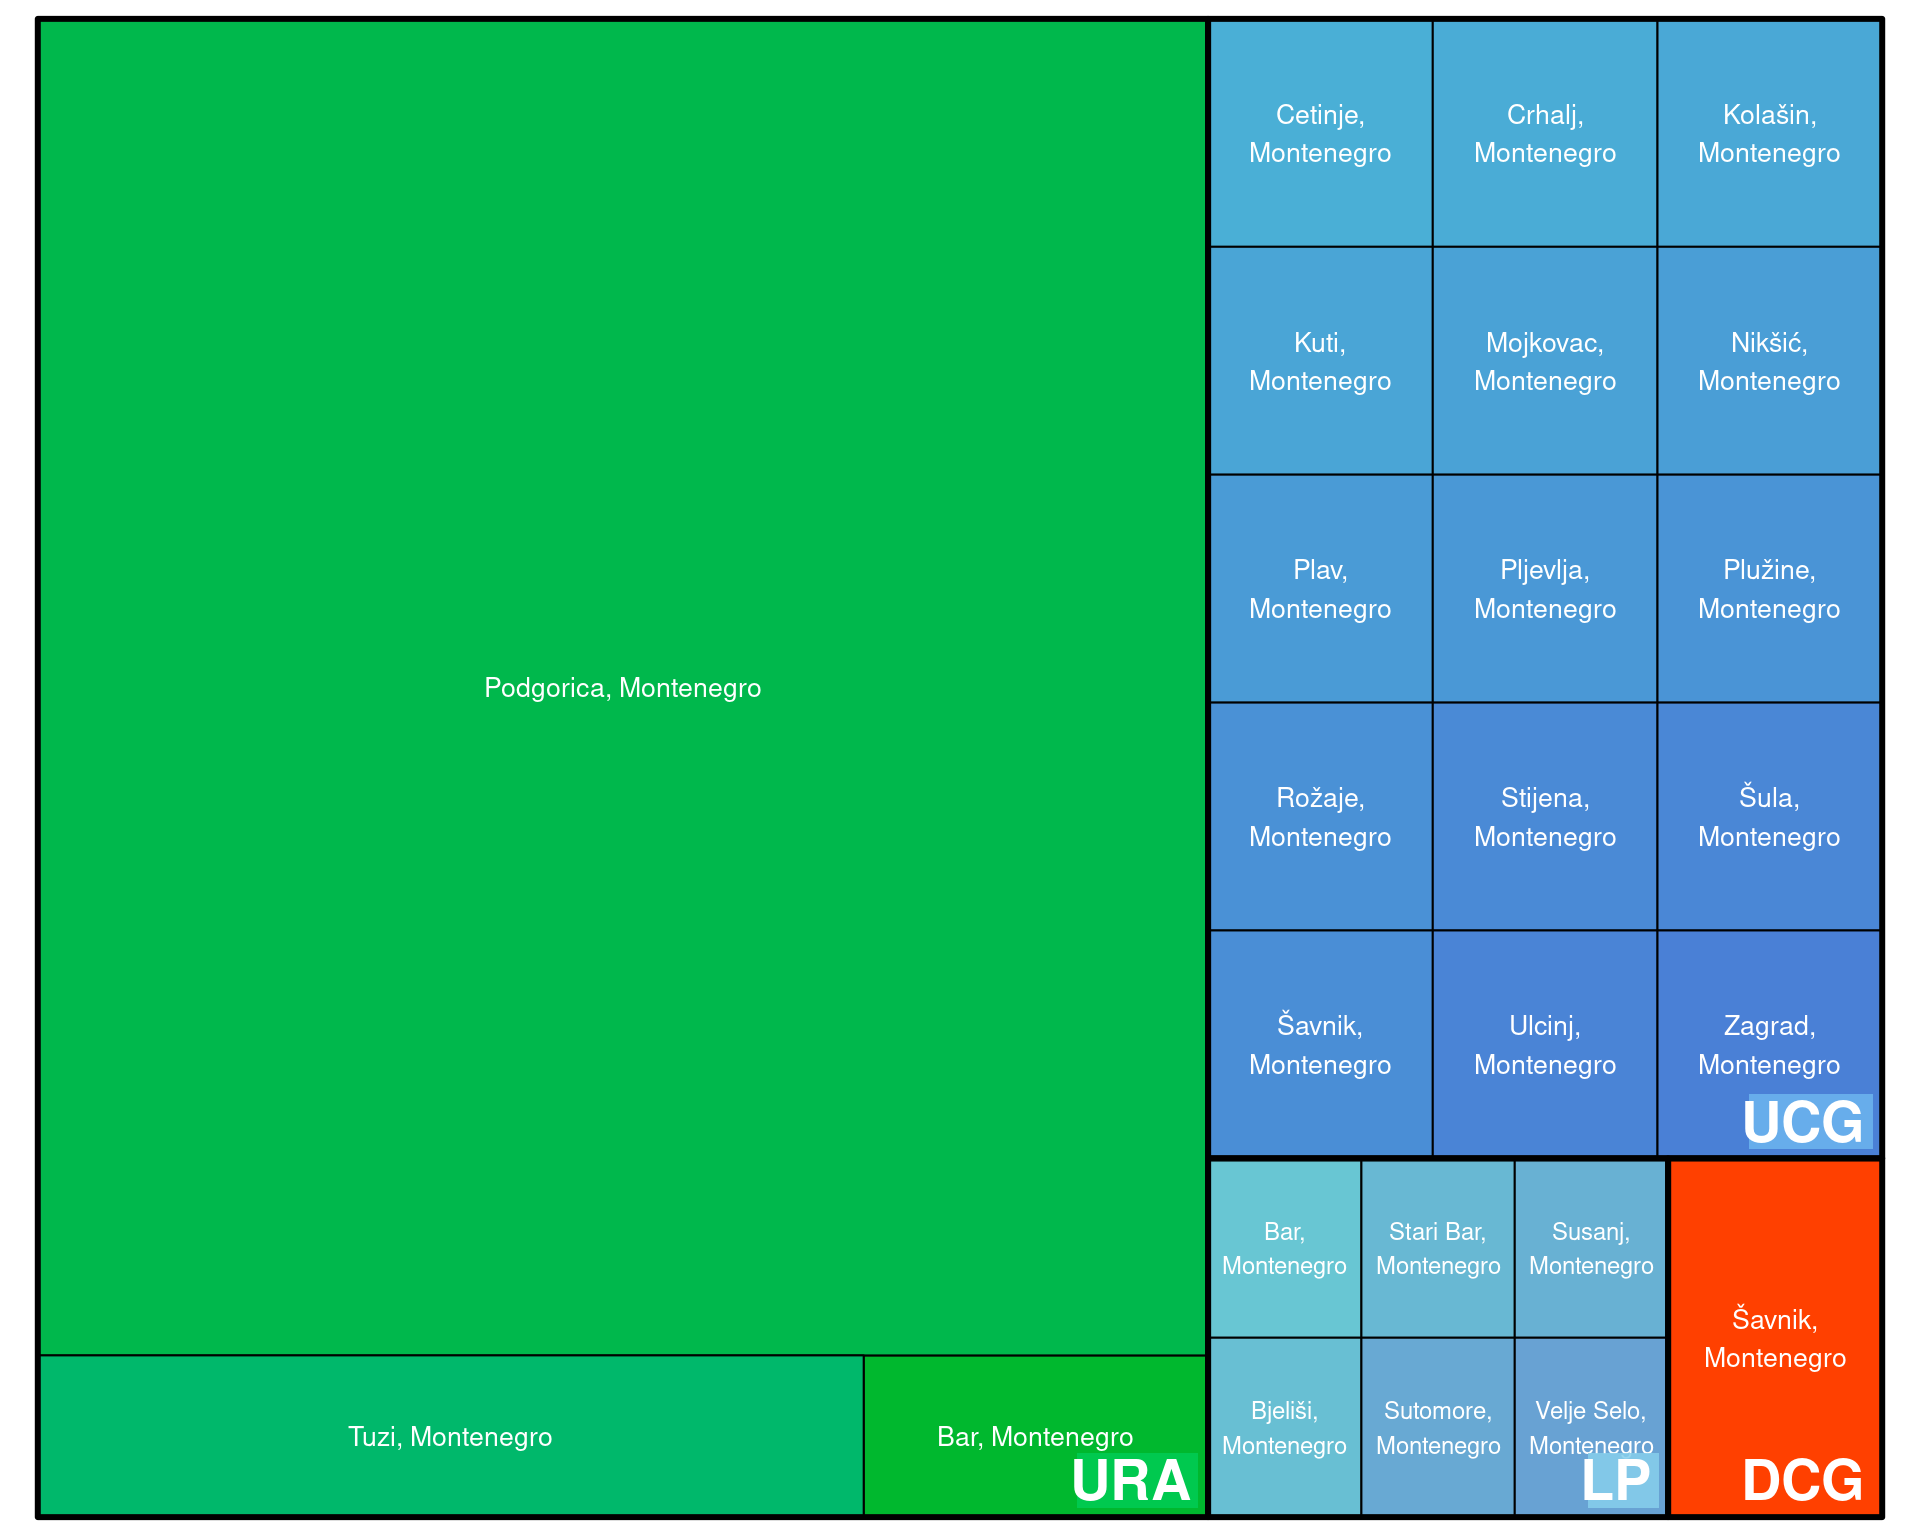 Podgorica, Montenegro
Tuzi, Montenegro
Bar, Montenegro
URA
Cetinje,
Montenegro
Crhalj,
Montenegro
Kolašin,
Montenegro
Kuti,
Montenegro
Mojkovac,
Montenegro
Nikšić,
Montenegro
Plav,
Montenegro
Pljevlja,
Montenegro
Plužine,
Montenegro
Rožaje,
Montenegro
Stijena,
Montenegro
Šula,
Montenegro
Šavnik,
Montenegro
Ulcinj,
Montenegro
Zagrad,
Montenegro
UCG
Bar,
Montenegro
Stari Bar,
Montenegro
Susanj,
Montenegro
Bjeliši,
Montenegro
Sutomore,
Montenegro
Velje Selo,
Montenegro
LP
Šavnik,
Montenegro
DCG